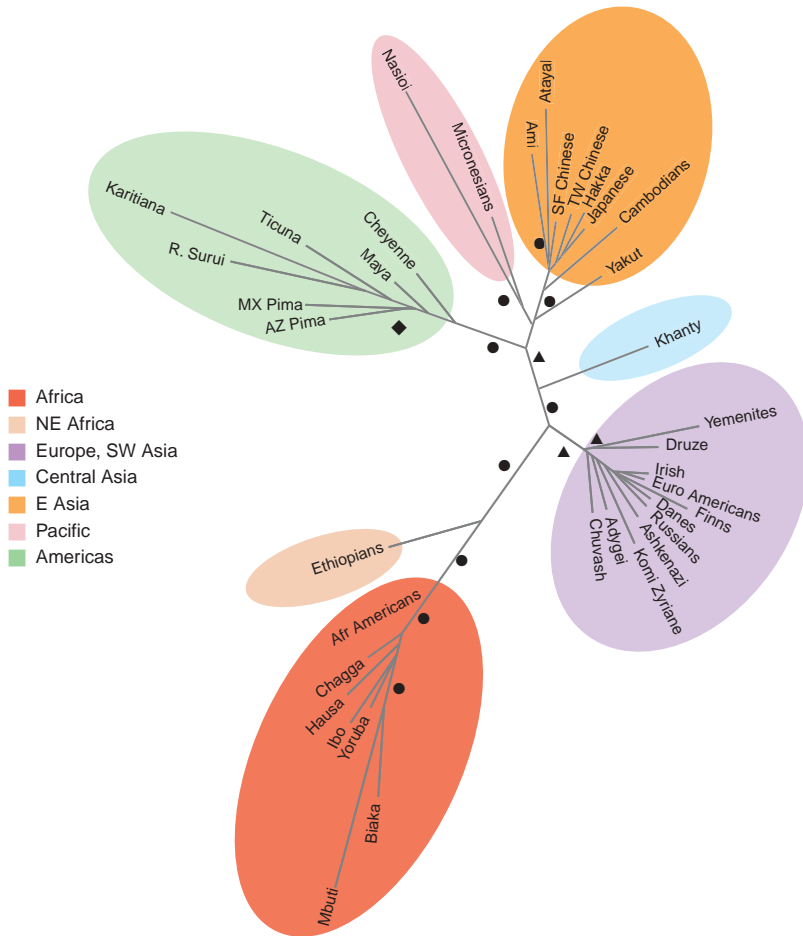 Nasioi
Micronesians
Atayal
Ami
SF Chinese
TW Chinese
Hakka
Japanese
Cambodians
Yakut
Karitiana
Ticuna
R. Surui
Cheyenne
Maya
MX Pima
AZ Pima
Khanty
Africa
NE Africa
Europe, SW Asia
Central Asia
E Asia
Pacific
Americas
Yemenites
Druze
Irish
Euro Americans
Finns
Danes
Russians
Ashkenazi
Komi Zyriane
Adygei
Chuvash
Ethiopians
Afr Americans
Chagga
Hausa
Ibo
Yoruba
Biaka
Mbuti